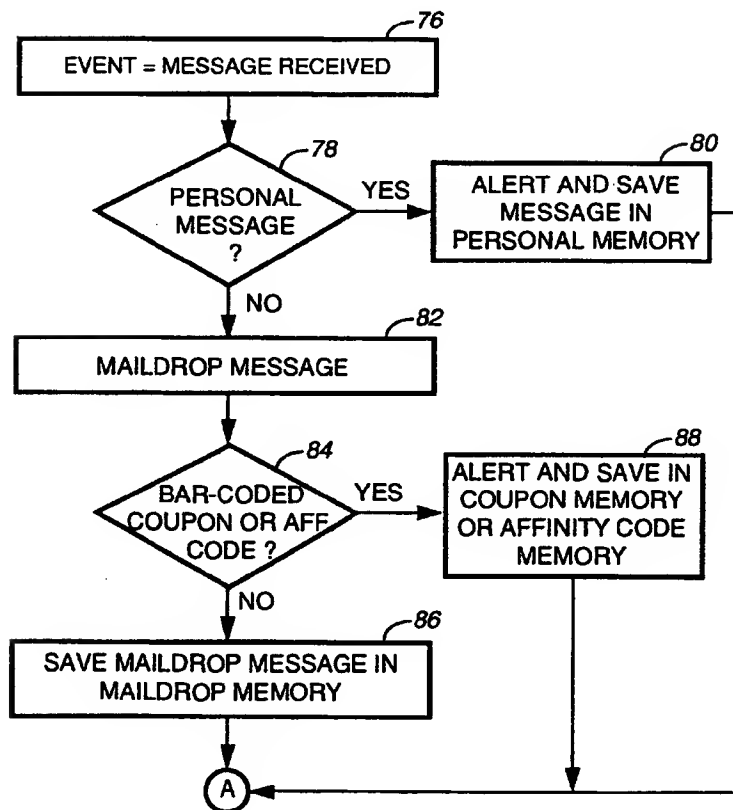 76
EVENT = MESSAGE RECEIVED
78
PERSONAL
MESSAGE
?
YES
80
ALERT AND SAVE
MESSAGE IN
PERSONAL MEMORY
NO
82
MAILDROP MESSAGE
84
BAR-CODED
COUPON OR AFF
CODE ?
YES
88
ALERT AND SAVE IN
COUPON MEMORY
OR AFFINITY CODE
MEMORY
NO
86
SAVE MAILDROP MESSAGE IN
MAILDROP MEMORY
A